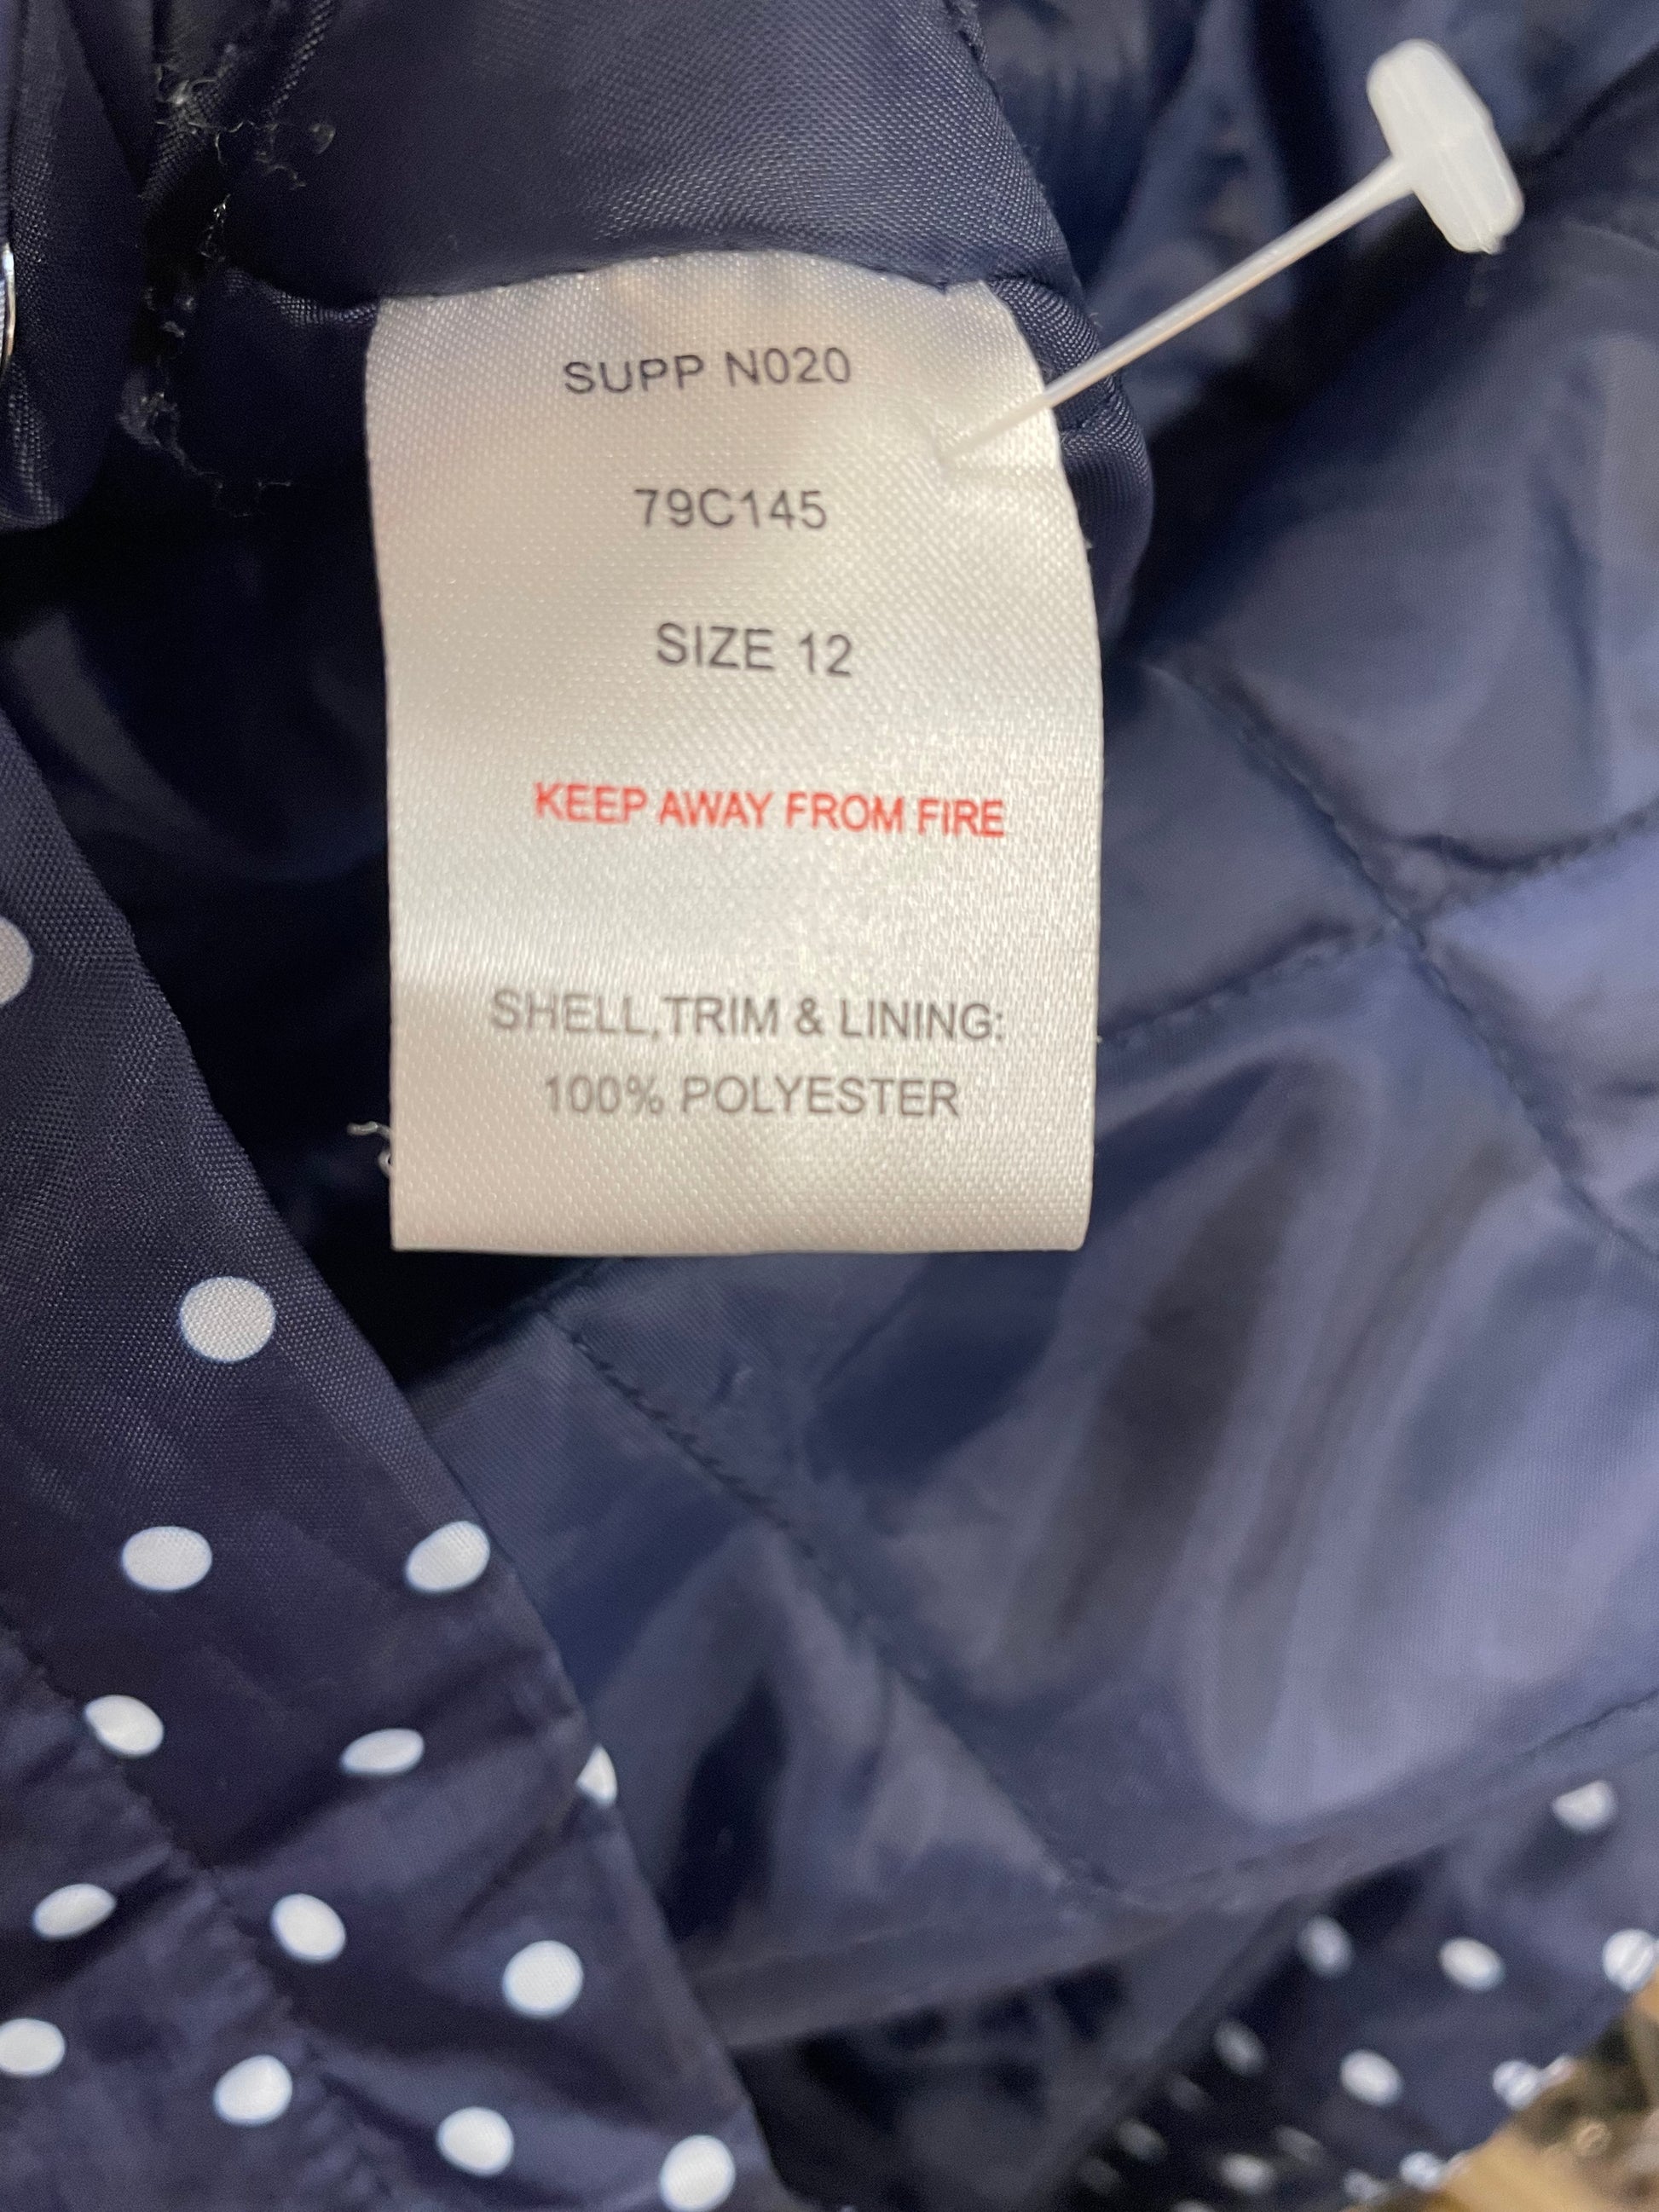 SUPP N020
79C145
SIZE 12
KEEP AWAY FROM FIRE
SHELL,TRIM & LINING:
100% POLYESTER